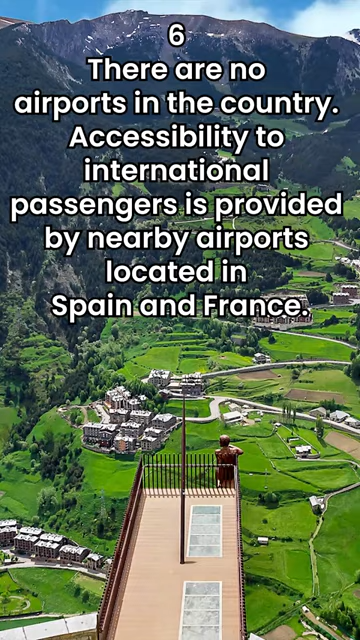 6
There are no
airports in the country.
Accessibility to
international
passengers is provided
by nearby airports
located in
Spain and France.